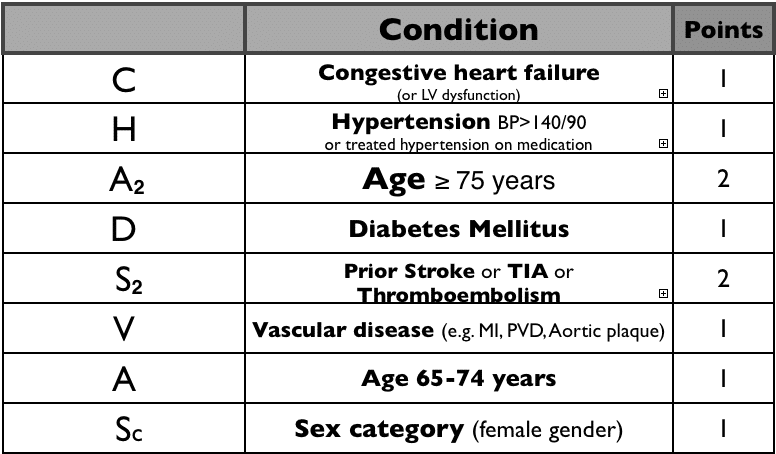 Condition Points
C Congestive heart failure 1
(or LV dysfunction)
H Hypertension BP>140/90 1
or treated hypertension on medication
A2 Age ≥ 75 years 2
D Diabetes Mellitus 1
S2 Prior Stroke or TIA or 2
Thromboembolism
V Vascular disease (e.g. MI, PVD, Aortic plaque) 1
A Age 65-74 years 1
Sc Sex category (female gender) 1